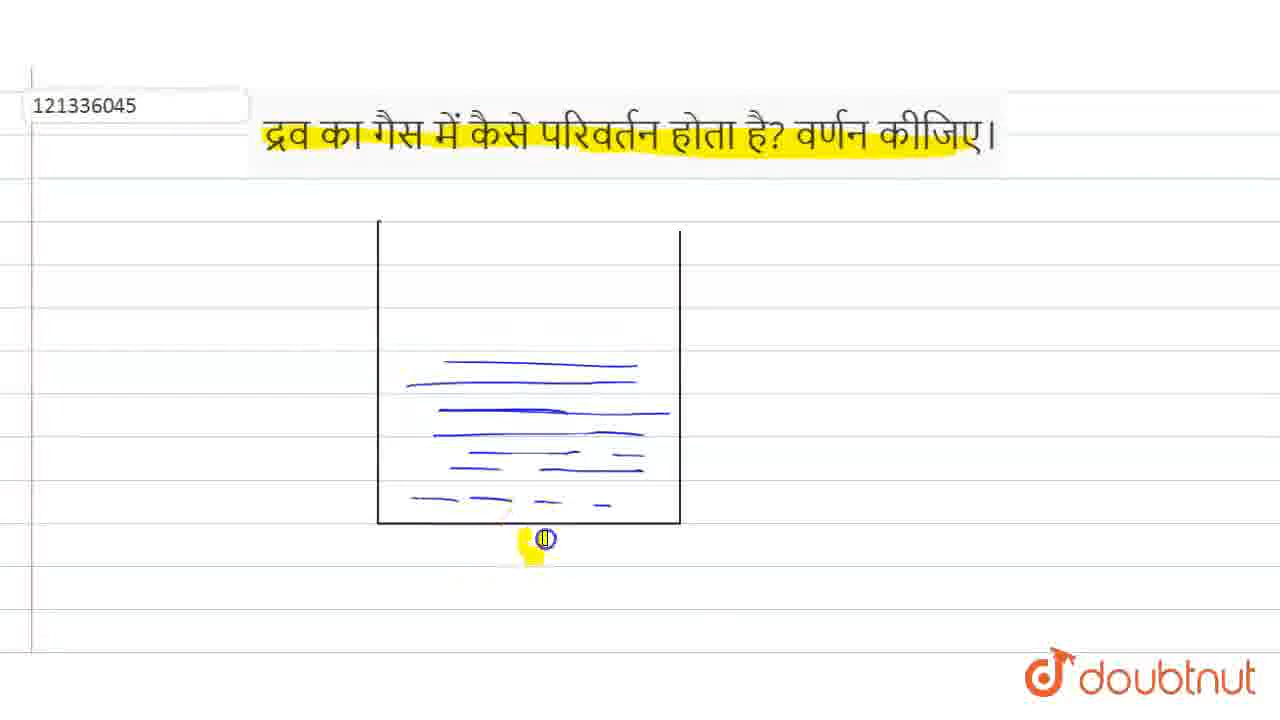 121336045
द्रव का गैस में कैसे परिवर्तन होता है? वर्णन कीजिए।
doubtnut